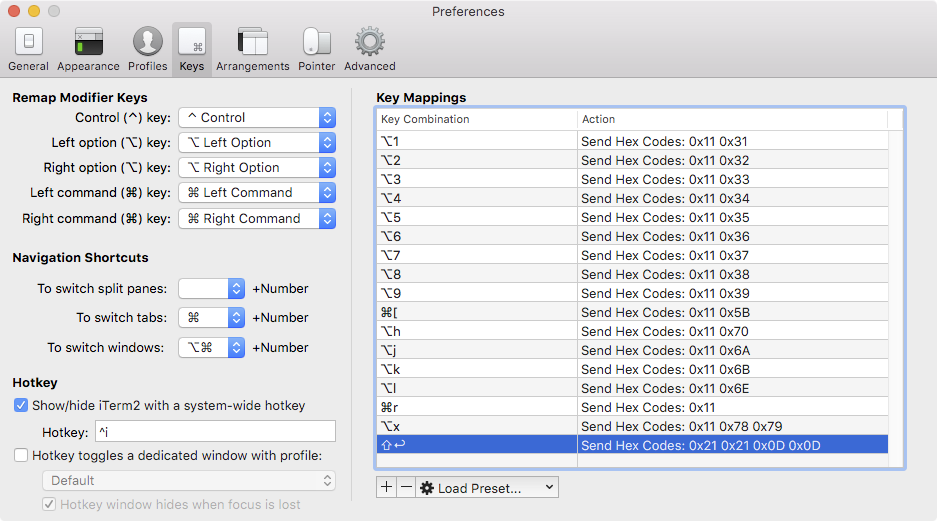 Preferences
General Appearance Profiles Keys Arrangements Pointer Advanced
Remap Modifier Keys
Control (^) key: ^ Control
Left option (⌥) key: ⌥ Left Option
Right option (⌥) key: ⌥ Right Option
Left command (⌘) key: ⌘ Left Command
Right command (⌘) key: ⌘ Right Command
Navigation Shortcuts
To switch split panes: +Number
To switch tabs: ⌘ +Number
To switch windows: ⌥⌘ +Number
Hotkey
Show/hide iTerm2 with a system-wide hotkey
Hotkey: ^i
Hotkey toggles a dedicated window with profile:
Default
Hotkey window hides when focus is lost
Key Mappings
Key Combination Action
⌥1 Send Hex Codes: 0x11 0x31
⌥2 Send Hex Codes: 0x11 0x32
⌥3 Send Hex Codes: 0x11 0x33
⌥4 Send Hex Codes: 0x11 0x34
⌥5 Send Hex Codes: 0x11 0x35
⌥6 Send Hex Codes: 0x11 0x36
⌥7 Send Hex Codes: 0x11 0x37
⌥8 Send Hex Codes: 0x11 0x38
⌥9 Send Hex Codes: 0x11 0x39
⌘[ Send Hex Codes: 0x11 0x5B
⌥h Send Hex Codes: 0x11 0x70
⌥j Send Hex Codes: 0x11 0x6A
⌥k Send Hex Codes: 0x11 0x6B
⌥l Send Hex Codes: 0x11 0x6E
⌘r Send Hex Codes: 0x11
⌥x Send Hex Codes: 0x11 0x78 0x79
⇧↩ Send Hex Codes: 0x21 0x21 0x0D 0x0D
+ − Load Preset...